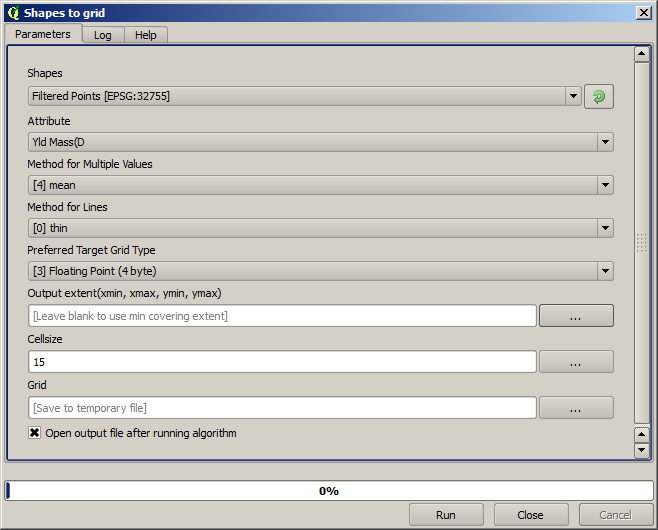 Shapes to grid
Parameters
Log
Help
Shapes
Filtered Points [EPSG:32755]
Attribute
Yld Mass(D
Method for Multiple Values
[4] mean
Method for Lines
[0] thin
Preferred Target Grid Type
[3] Floating Point (4 byte)
Output extent(xmin, xmax, ymin, ymax)
[Leave blank to use min covering extent]
...
Cellsize
15
...
Grid
[Save to temporary file]
...
Open output file after running algorithm
0%
Run
Close
Cancel